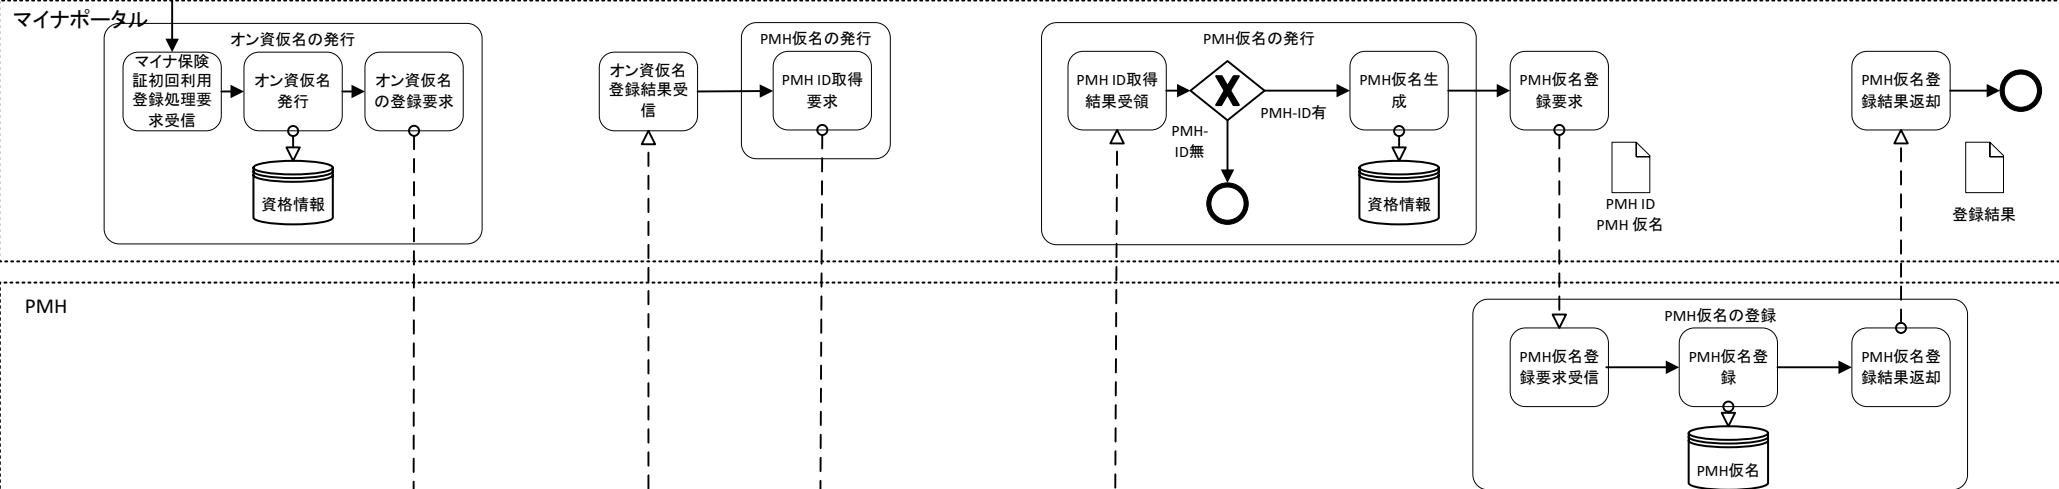 マイナポータル
オン資仮名の発行
マイナ保険
証初回利用
登録処理要
求受信
オン資仮名
発行
オン資仮名
の登録要求
資格情報
オン資仮名
登録結果受
信
PMH仮名の発行
PMH ID取得
要求
PMH仮名の発行
PMH ID取得
結果受領
X
PMH-ID有
PMH-
ID無
PMH仮名生
成
資格情報
PMH仮名登
録要求
PMH ID
PMH 仮名
PMH仮名登
録結果返却
登録結果
PMH
PMH仮名の登録
PMH仮名登
録要求受信
PMH仮名登
録
PMH仮名登
録結果返却
PMH仮名